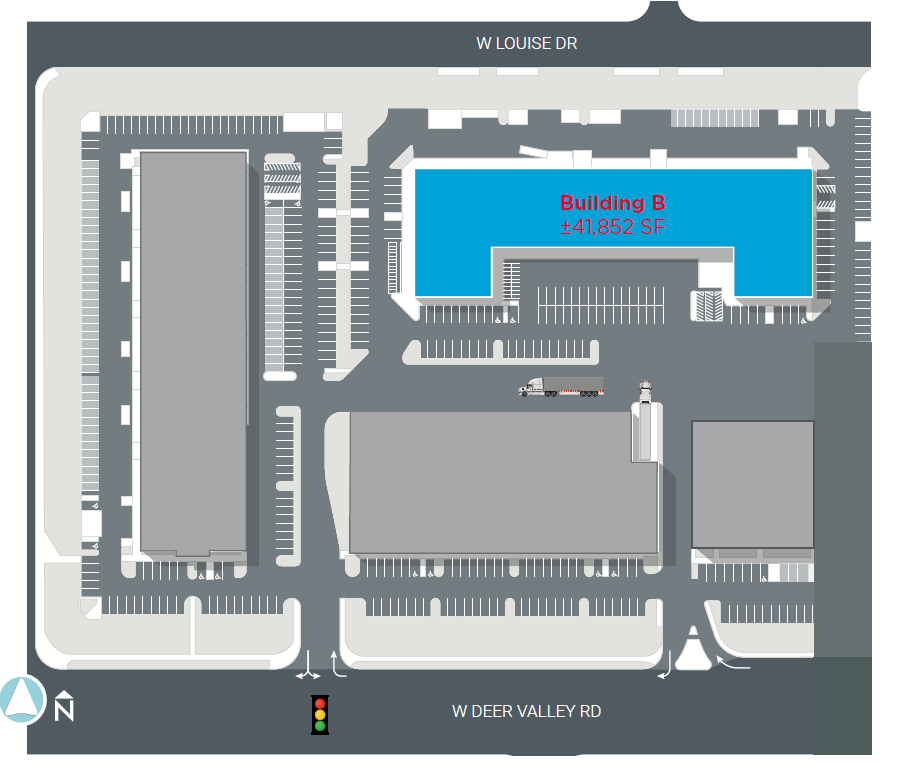 W LOUISE DR
Building B
±41,852 SF
W DEER VALLEY RD
N